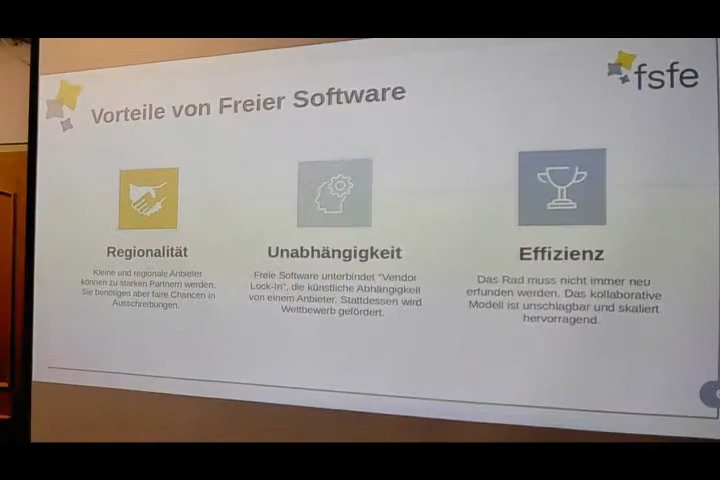 Vorteile von Freier Software
fsfe
Regionalität
Kleine und regionale Anbieter
können zu starken Partnern werden.
Sie benötigen aber faire Chancen in
Ausschreibungen.
Unabhängigkeit
Freie Software unterbindet "Vendor
Lock-In", die künstliche Abhängigkeit
von einem Anbieter. Stattdessen wird
Wettbewerb gefördert.
Effizienz
Das Rad muss nicht immer neu
erfunden werden. Das kollaborative
Modell ist unschlagbar und skaliert
hervorragend.